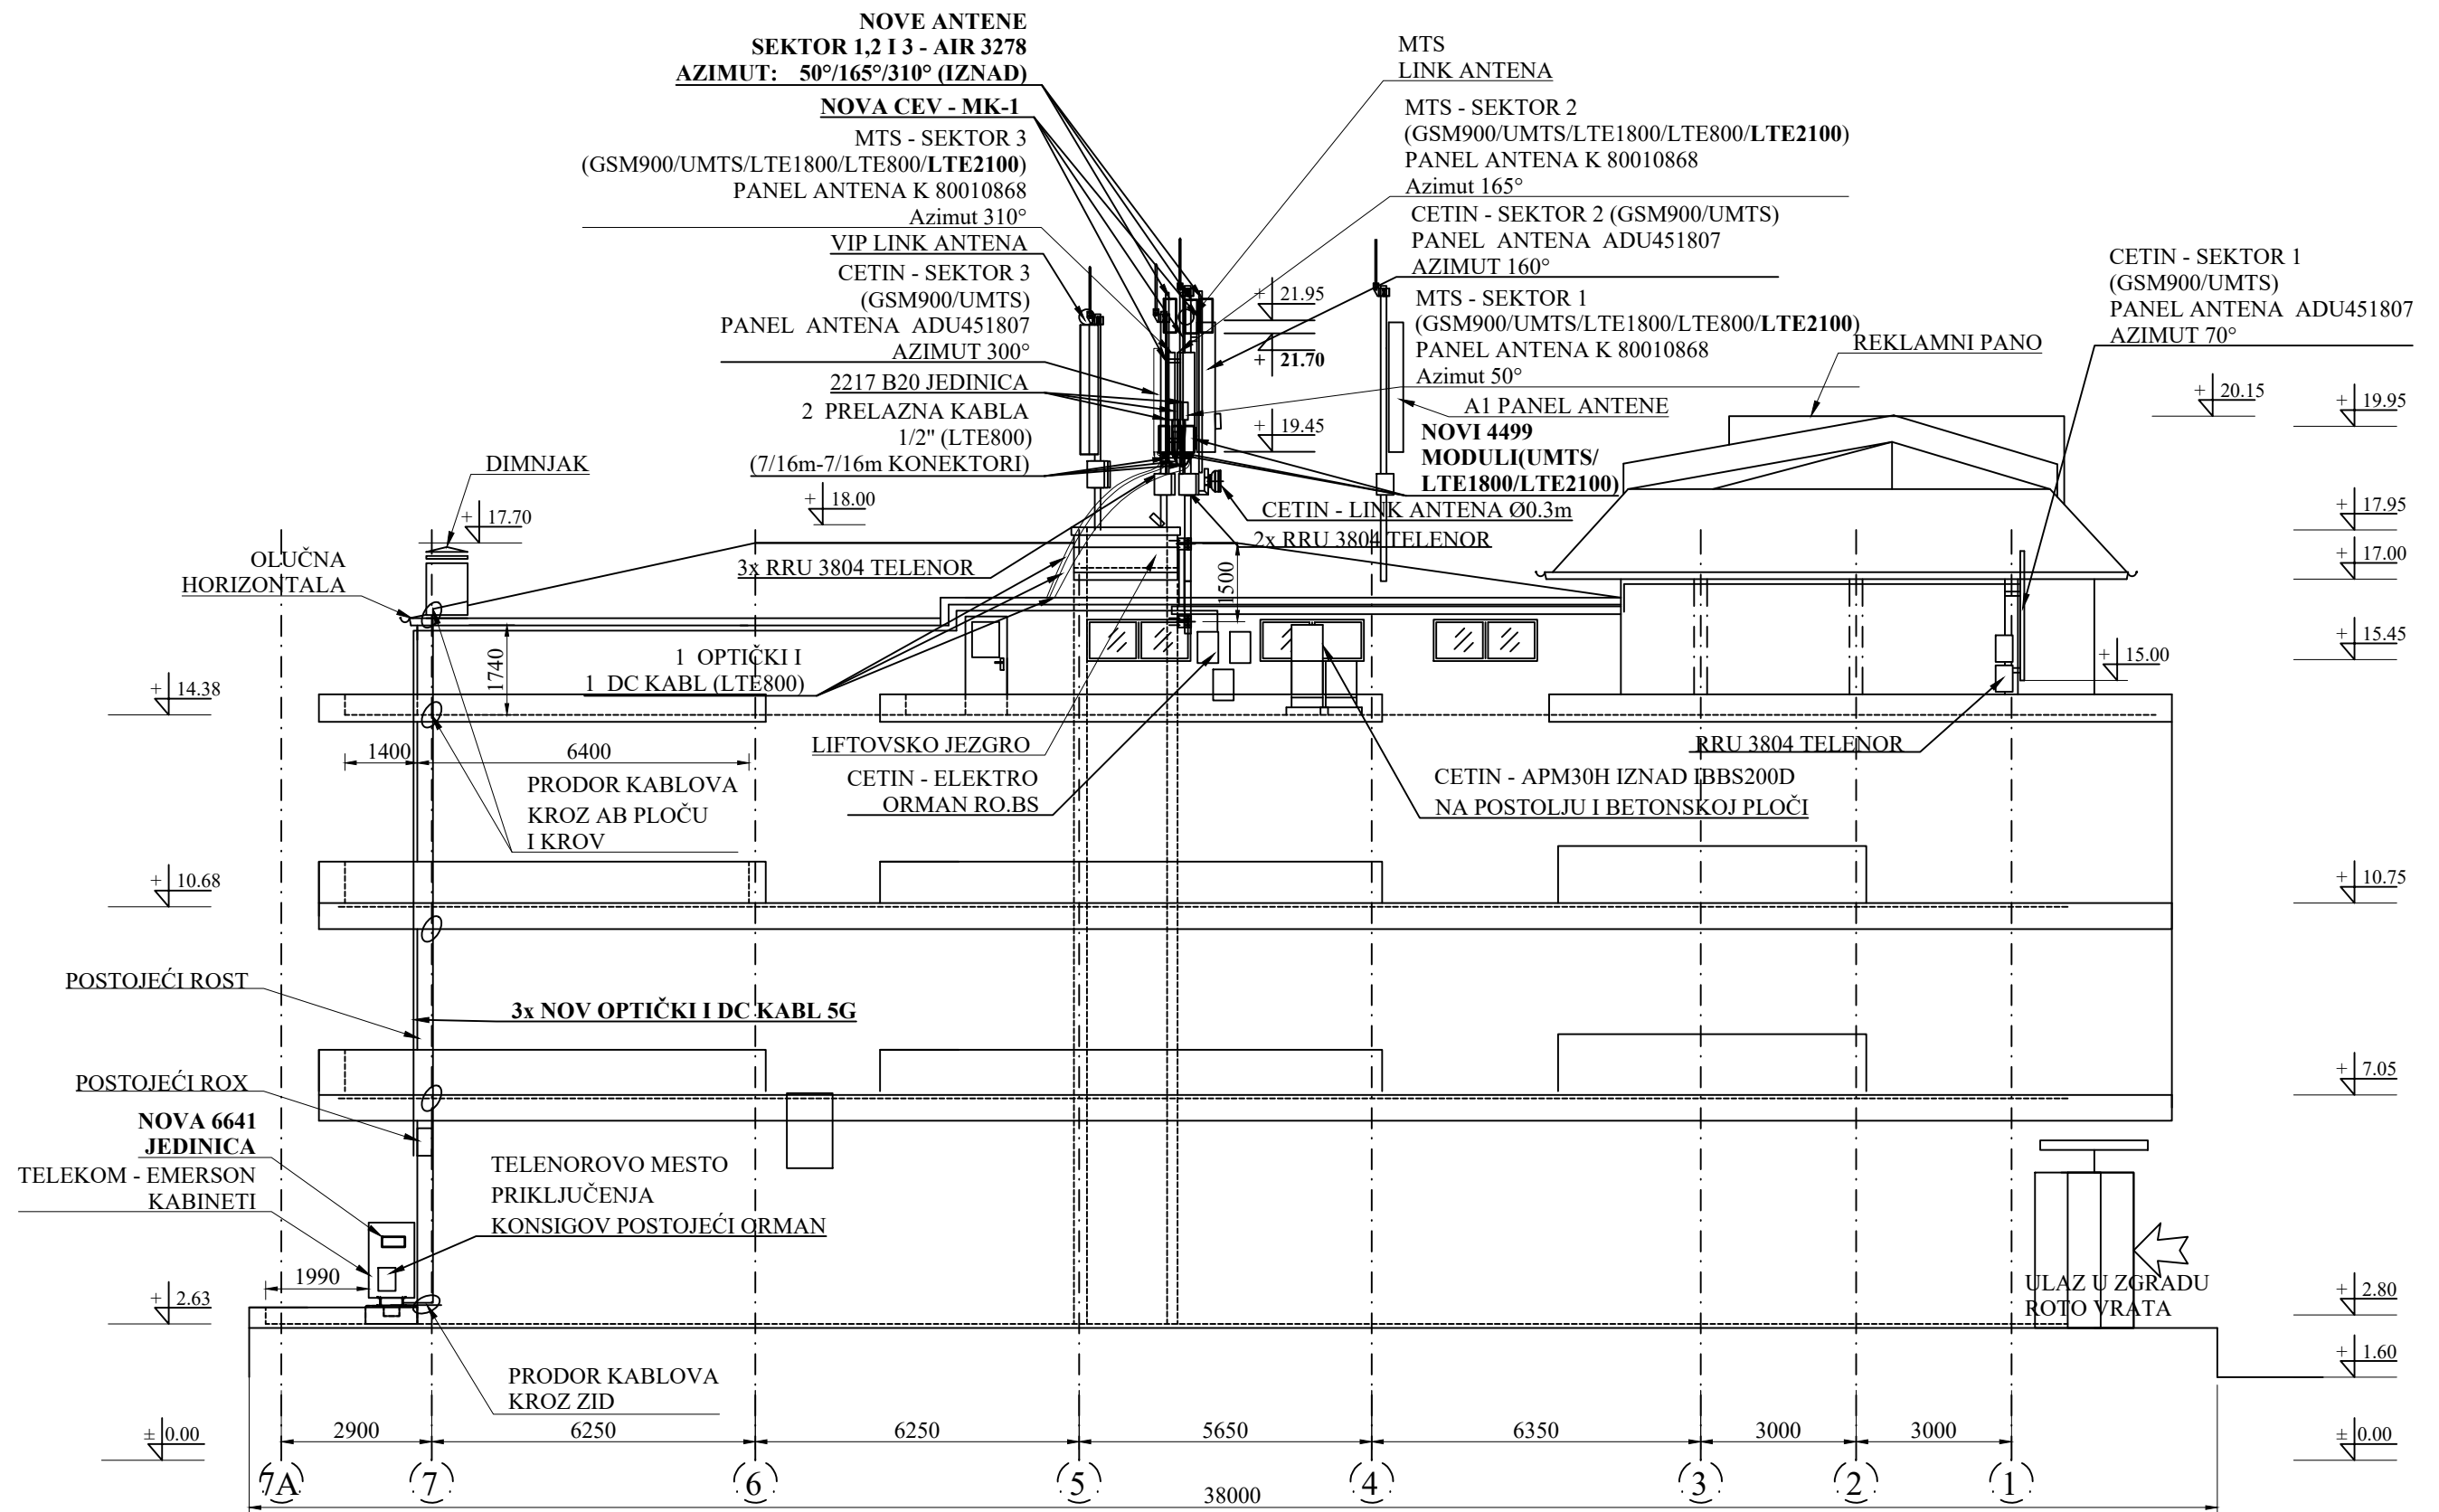 NOVE ANTENE
SEKTOR 1,2 I 3 - AIR 3278
AZIMUT: 50°/165°/310° (IZNAD)
NOVA CEV - MK-1
MTS - SEKTOR 3
(GSM900/UMTS/LTE1800/LTE800/LTE2100)
PANEL ANTENA K 80010868
Azimut 310°
VIP LINK ANTENA
CETIN - SEKTOR 3
(GSM900/UMTS)
PANEL ANTENA ADU451807
AZIMUT 300°
2217 B20 JEDINICA
2 PRELAZNA KABLA
1/2" (LTE800)
(7/16m-7/16m KONEKTORI)
MTS
LINK ANTENA
MTS - SEKTOR 2
(GSM900/UMTS/LTE1800/LTE800/LTE2100)
PANEL ANTENA K 80010868
Azimut 165°
CETIN - SEKTOR 2 (GSM900/UMTS)
PANEL ANTENA ADU451807
AZIMUT 160°
MTS - SEKTOR 1
(GSM900/UMTS/LTE1800/LTE800/LTE2100)
PANEL ANTENA K 80010868
Azimut 50°
A1 PANEL ANTENE
NOVI 4499
MODULI(UMTS/
LTE1800/LTE2100)
CETIN - LINK ANTENA Ø0.3m
2x RRU 3804 TELENOR
REKLAMNI PANO
CETIN - SEKTOR 1
(GSM900/UMTS)
PANEL ANTENA ADU451807
AZIMUT 70°
+ 21.95
+ 21.70
+ 19.45
+ 20.15
+ 19.95
+ 18.00
+ 17.70
+ 17.95
+ 17.00
DIMNJAK
OLUČNA
HORIZONTALA
3x RRU 3804 TELENOR
1500
1740
1 OPTIČKI I
1 DC KABL (LTE800)
+ 15.45
+ 15.00
+ 14.38
1400
6400
LIFTOVSKO JEZGRO
RRU 3804 TELENOR
PRODOR KABLOVA
KROZ AB PLOČU
I KROV
CETIN - ELEKTRO
ORMAN RO.BS
CETIN - APM30H IZNAD IBBS200D
NA POSTOLJU I BETONSKOJ PLOČI
+ 10.68
+ 10.75
POSTOJEĆI ROST
3x NOV OPTIČKI I DC KABL 5G
POSTOJEĆI ROX
+ 7.05
NOVA 6641
JEDINICA
TELEKOM - EMERSON
KABINETI
TELENOROVO MESTO
PRIKLJUČENJA
KONSIGOV POSTOJEĆI ORMAN
1990
+ 2.63
ULAZ U ZGRADU
ROTO VRATA
+ 2.80
+ 1.60
PRODOR KABLOVA
KROZ ZID
± 0.00
2900
6250
6250
5650
6350
3000
3000
± 0.00
7A
7
6
5
4
3
2
1
38000